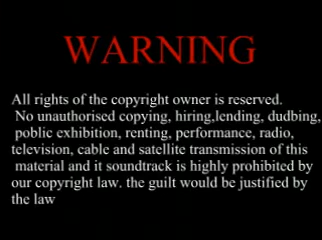 WARNING
All rights of the copyright owner is reserved.
No unauthorised copying, hiring,lending, dudbing,
poblic exhibition, renting, performance, radio,
television, cable and satellite transmission of this
material and it soundtrack is highly prohibited by
our copyright law. the guilt would be justified by
the law